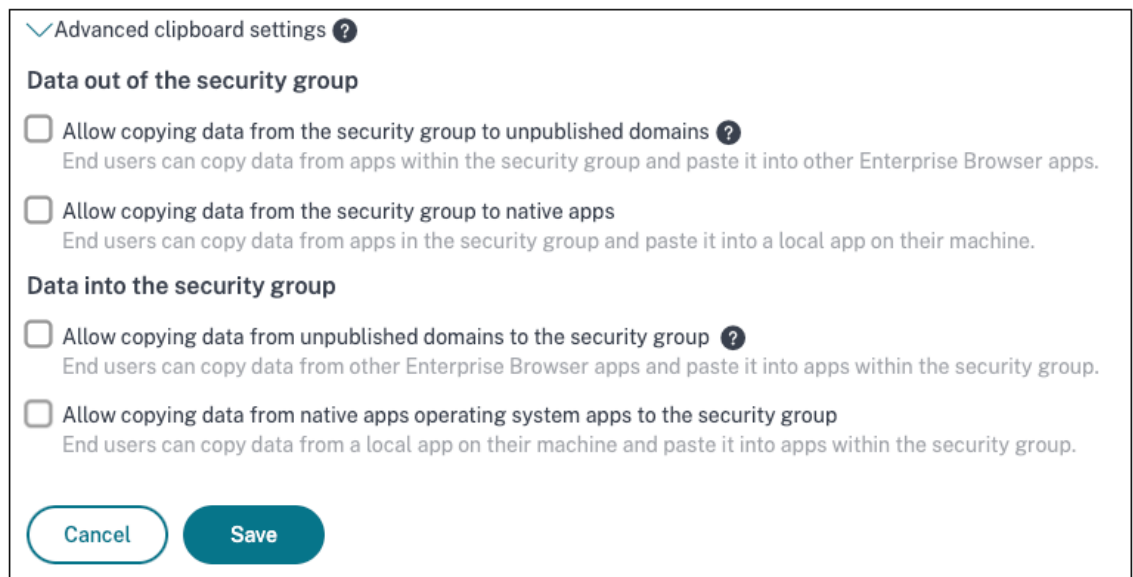 Advanced clipboard settings ?
Data out of the security group
Allow copying data from the security group to unpublished domains ?
End users can copy data from apps within the security group and paste it into other Enterprise Browser apps.
Allow copying data from the security group to native apps
End users can copy data from apps in the security group and paste it into a local app on their machine.
Data into the security group
Allow copying data from unpublished domains to the security group ?
End users can copy data from other Enterprise Browser apps and paste it into apps within the security group.
Allow copying data from native apps operating system apps to the security group
End users can copy data from a local app on their machine and paste it into apps within the security group.
Cancel Save